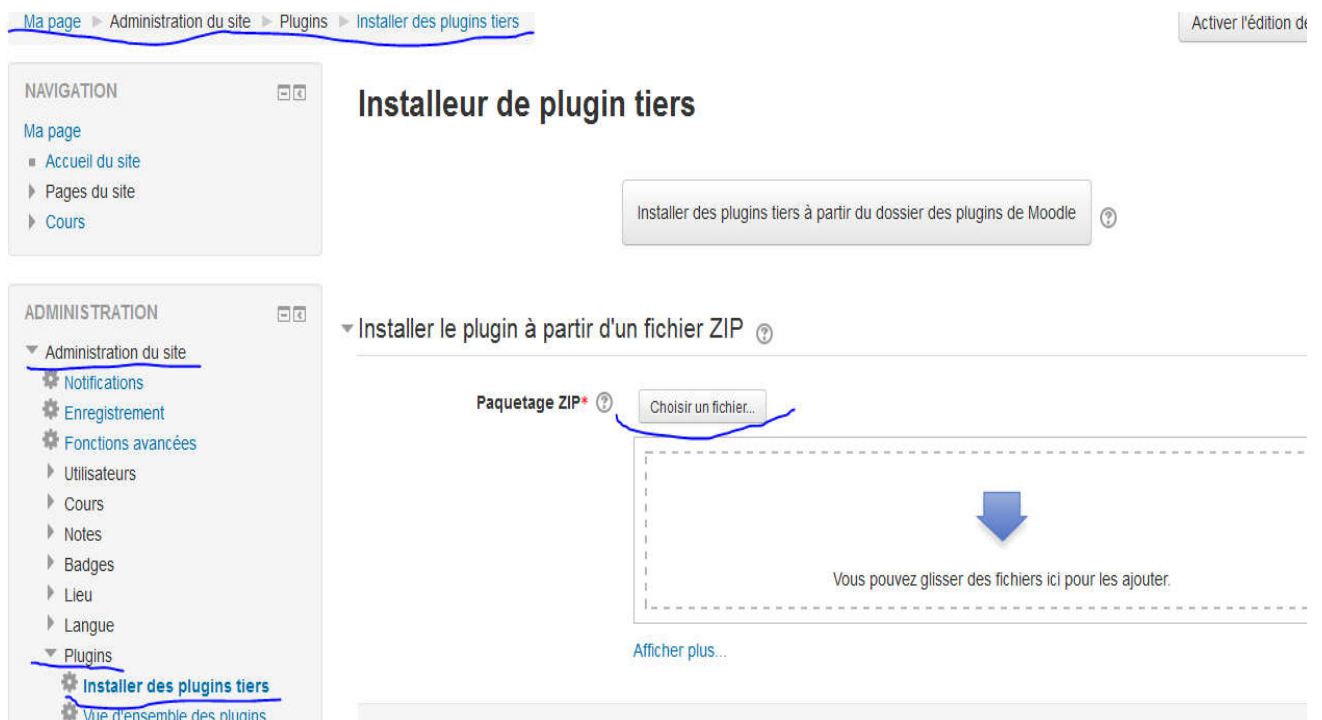 Ma page Administration du site Plugins Installer des plugins tiers
Activer l'édition de
NAVIGATION
Ma page
Accueil du site
Pages du site
Cours
ADMINISTRATION
Administration du site
Notifications
Enregistrement
Fonctions avancées
Utilisateurs
Cours
Notes
Badges
Lieu
Langue
Plugins
Installer des plugins tiers
Vue d'ensemble des plugins
Installeur de plugin tiers
Installer des plugins tiers à partir du dossier des plugins de Moodle
Installer le plugin à partir d'un fichier ZIP
Paquetage ZIP* Choisir un fichier...
Vous pouvez glisser des fichiers ici pour les ajouter.
Afficher plus...